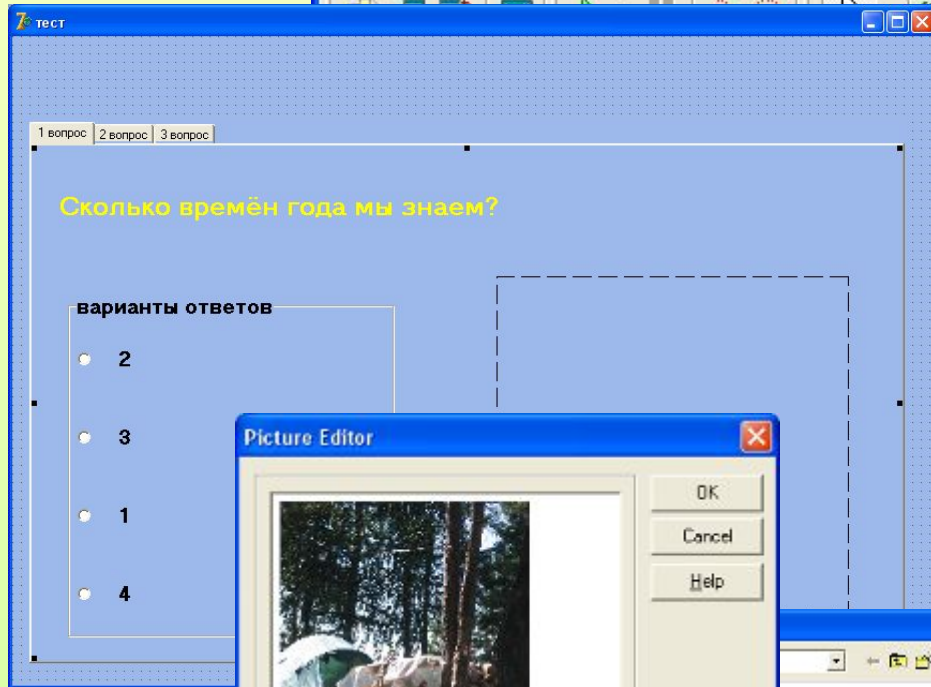 тест
1 вопрос 2 вопрос 3 вопрос
Сколько времён года мы знаем?
варианты ответов
2
3
1
4
Picture Editor
OK
Cancel
Help